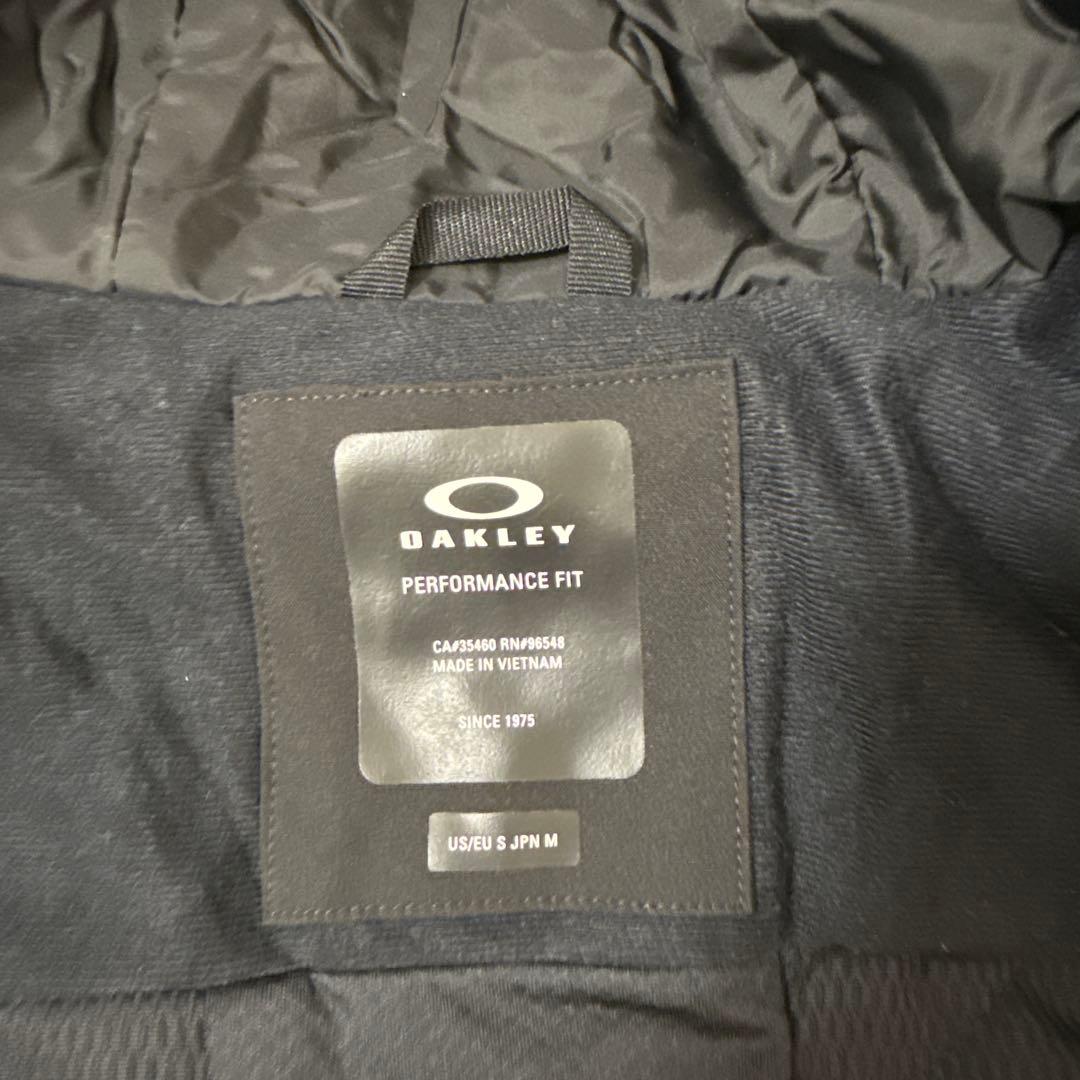 OAKLEY
PERFORMANCE FIT
CA#35460 RN#96548
MADE IN VIETNAM
SINCE 1975
US/EU S JPN M